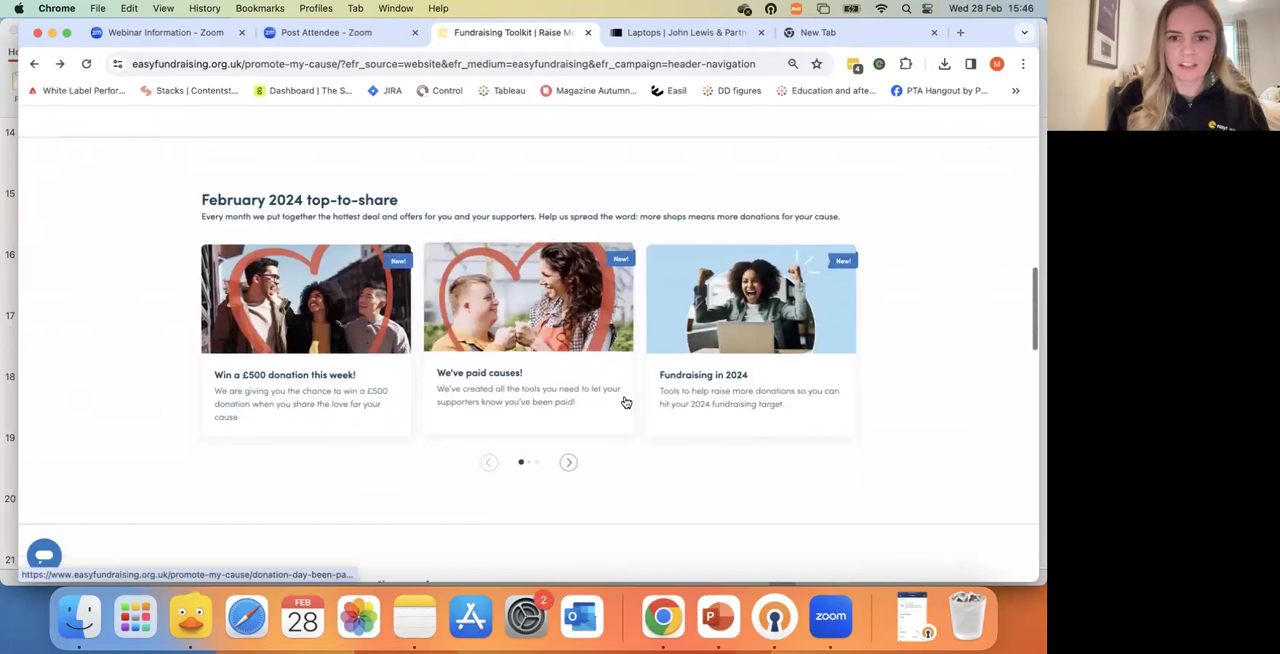 Chrome File Edit View History Bookmarks Profiles Tab Window Help Wed 28 Feb 15:46
Webinar Information - Zoom Post Attendee - Zoom Fundraising Toolkit | Raise Mo Laptops | John Lewis & Partn New Tab
easyfundraising.org.uk/promote-my-cause/?efr_source=website&efr_medium=easyfundraising&efr_campaign=header-navigation
4
M
White Label Perfor... Stacks | Contentst... Dashboard | The S... JIRA Control Tableau Magazine Autumn... Easil DD figures Education and afte... PTA Hangout by P... »
14
15
16
17
18
19
20
21
February 2024 top-to-share
Every month we put together the hottest deal and offers for you and your supporters. Help us spread the word: more shops means more donations for your cause.
New!
New!
New!
Win a £500 donation this week!
We are giving you the chance to win a £500
donation when you share the love for your
cause.
We've paid causes!
We've created all the tools you need to let your
supporters know you've been paid!
Fundraising in 2024
Tools to help raise more donations so you can
hit your 2024 fundraising target.
https://www.easyfundraising.org.uk/promote-my-cause/donation-day-been-pa...
FEB
28
2
zoom